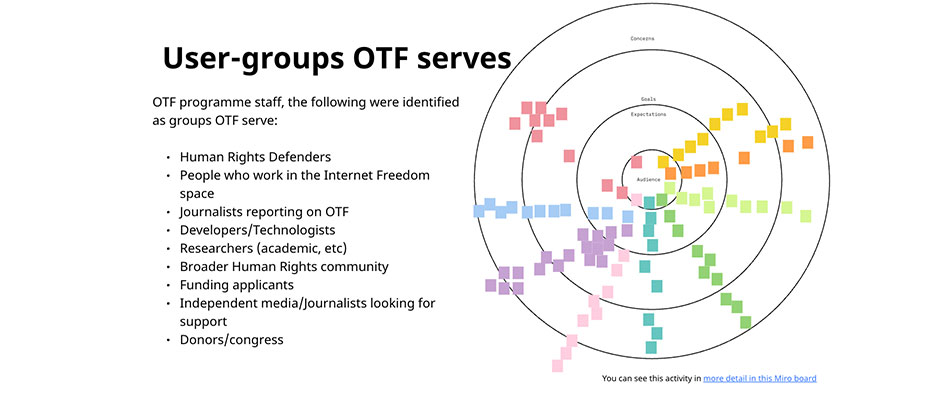 User-groups OTF serves
OTF programme staff, the following were identified
as groups OTF serve:
• Human Rights Defenders
• People who work in the Internet Freedom
space
• Journalists reporting on OTF
• Developers/Technologists
• Researchers (academic, etc)
• Broader Human Rights community
• Funding applicants
• Independent media/Journalists looking for
support
• Donors/congress
Concerns
Goals
Expectations
Audience
You can see this activity in more detail in this Miro board